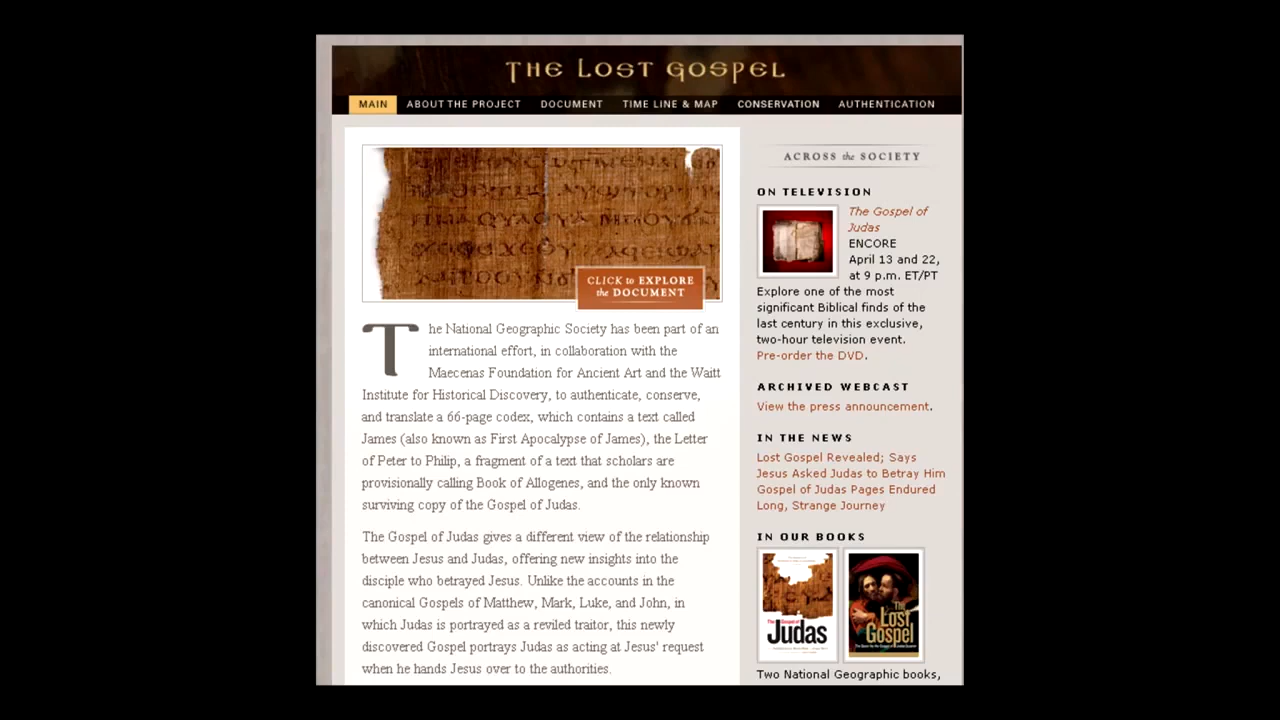 THE LOST GOSPEL
MAIN ABOUT THE PROJECT DOCUMENT TIME LINE & MAP CONSERVATION AUTHENTICATION
CLICK to EXPLORE
the DOCUMENT
The National Geographic Society has been part of an
international effort, in collaboration with the
Maecenas Foundation for Ancient Art and the Waitt
Institute for Historical Discovery, to authenticate, conserve,
and translate a 66-page codex, which contains a text called
James (also known as First Apocalypse of James), the Letter
of Peter to Philip, a fragment of a text that scholars are
provisionally calling Book of Allogenes, and the only known
surviving copy of the Gospel of Judas.
The Gospel of Judas gives a different view of the relationship
between Jesus and Judas, offering new insights into the
disciple who betrayed Jesus. Unlike the accounts in the
canonical Gospels of Matthew, Mark, Luke, and John, in
which Judas is portrayed as a reviled traitor, this newly
discovered Gospel portrays Judas as acting at Jesus' request
when he hands Jesus over to the authorities.
ACROSS the SOCIETY
ON TELEVISION
The Gospel of
Judas
ENCORE
April 13 and 22,
at 9 p.m. ET/PT
Explore one of the most
significant Biblical finds of the
last century in this exclusive,
two-hour television event.
Pre-order the DVD.
ARCHIVED WEBCAST
View the press announcement.
IN THE NEWS
Lost Gospel Revealed; Says
Jesus Asked Judas to Betray Him
Gospel of Judas Pages Endured
Long, Strange Journey
IN OUR BOOKS
Judas
The
Lost
Gospel
Two National Geographic books,